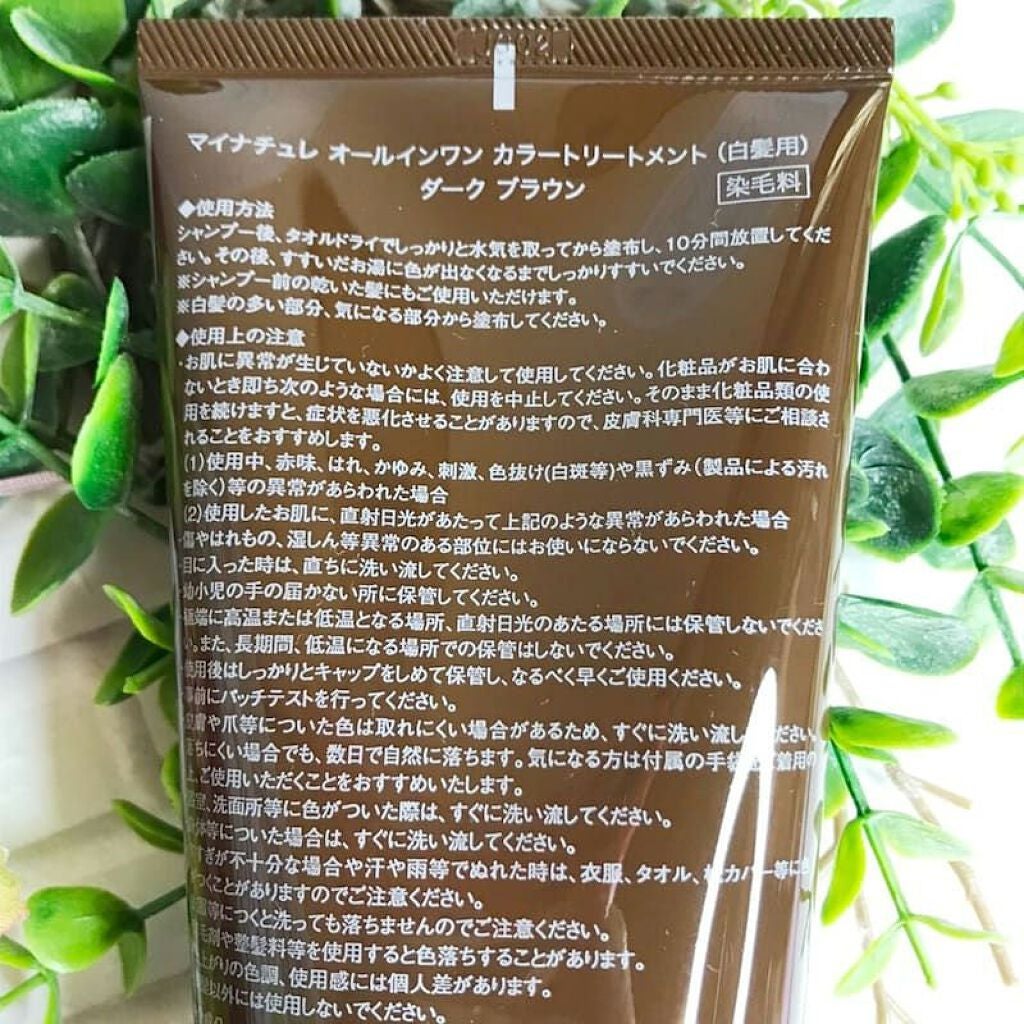 マイナチュレ オールインワン カラートリートメント（白髪用）
ダーク ブラウン 染毛料
◆使用方法
シャンプー後、タオルドライでしっかりと水気を取ってから塗布し、10分間放置してくだ
さい。その後、すすいだお湯に色が出なくなるまでしっかりすすいでください。
※シャンプー前の乾いた髪にもご使用いただけます。
※白髪の多い部分、気になる部分から塗布してください。
◆使用上の注意
・お肌に異常が生じていないかよく注意して使用してください。化粧品がお肌に合わ
ないとき即ち次のような場合には、使用を中止してください。そのまま化粧品類の使
用を続けますと、症状を悪化させることがありますので、皮膚科専門医等にご相談さ
れることをおすすめします。
(1)使用中、赤味、はれ、かゆみ、刺激、色抜け(白斑等)や黒ずみ（製品による汚れ
を除く）等の異常があらわれた場合
(2)使用したお肌に、直射日光があたって上記のような異常があらわれた場合
傷やはれもの、湿しん等異常のある部位にはお使いにならないでください。
目に入った時は、直ちに洗い流してください。
幼小児の手の届かない所に保管してください。
極端に高温または低温となる場所、直射日光のあたる場所には保管しないでくださ
い。また、長期間、低温になる場所での保管はしないでください。
使用後はしっかりとキャップをしめて保管し、なるべく早くご使用ください。
事前にパッチテストを行ってください。
皮膚や爪等についた色は取れにくい場合があるため、すぐに洗い流してください。
落ちにくい場合でも、数日で自然に落ちます。気になる方は付属の手袋をご着用の
上、ご使用いただくことをおすすめいたします。
洗面所等に色がついた際は、すぐに洗い流してください。
等についた場合は、すぐに洗い流してください。
すぎが不十分な場合や汗や雨等でぬれた時は、衣服、タオル、枕カバー等に
つくことがありますのでご注意ください。
等につくと洗っても落ちませんのでご注意ください。
毛剤や整髪料等を使用すると色落ちすることがあります。
上がりの色調、使用感には個人差があります。
以外には使用しないでください。